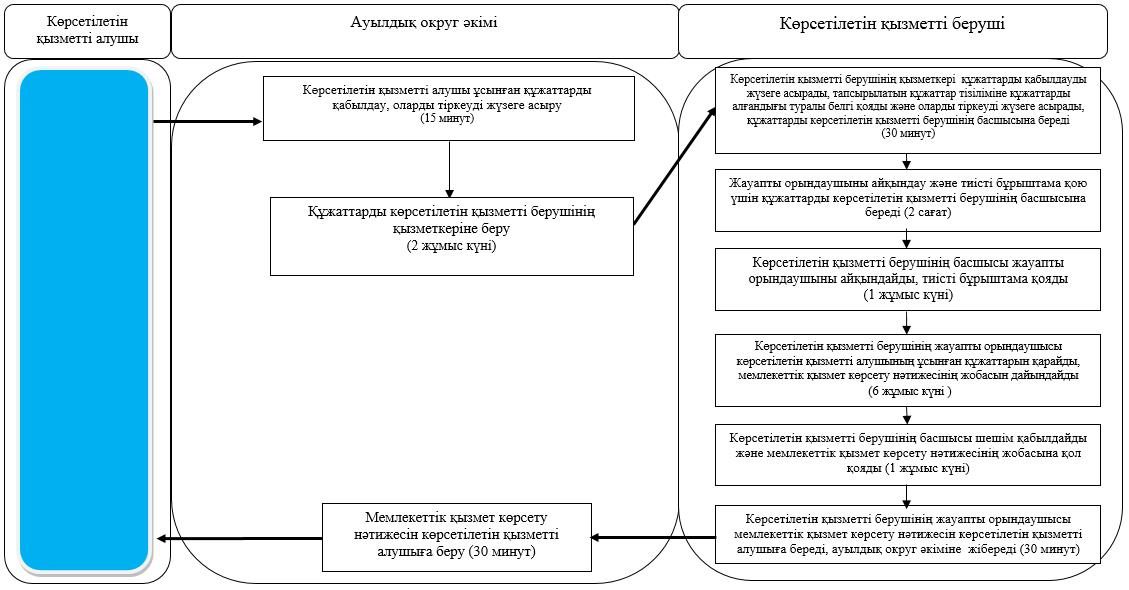 Көрсетілетін
қызметті алушы
Ауылдық округ әкімі
Көрсетілетін қызметті беруші
Көрсетілетін қызметті алушы ұсынған құжаттарды
қабылдау, оларды тіркеуді жүзеге асыру
(15 минут)
Құжаттарды көрсетілетін қызметті берушінің
қызметкеріне беру
(2 жұмыс күні)
Көрсетілетін қызметті берушінің қызметкері құжаттарды қабылдауды
жүзеге асырады, тапсырылатын құжаттар тізіліміне құжаттарды
алғандығы туралы белгі қояды және оларды тіркеуді жүзеге асырады,
құжаттарды көрсетілетін қызметті берушінің басшысына береді
(30 минут)
Жауапты орындаушыны айқындау және тиісті бұрыштама қою
үшін құжаттарды көрсетілетін қызметті берушінің басшысына
береді (2 сағат)
Көрсетілетін қызметті берушінің басшысы жауапты
орындаушыны айқындайды, тиісті бұрыштама қояды
(1 жұмыс күні)
Көрсетілетін қызметті берушінің жауапты орындаушысы
көрсетілетін қызметті алушының ұсынған құжаттарын қарайды,
мемлекеттік қызмет көрсету нәтижесінің жобасын дайындайды
(6 жұмыс күні )
Көрсетілетін қызметті берушінің басшысы шешім қабылдайды
және мемлекеттік қызмет көрсету нәтижесінің жобасына қол
қояды (1 жұмыс күні)
Көрсетілетін қызметті берушінің жауапты орындаушысы
мемлекеттік қызмет көрсету нәтижесін көрсетілетін қызметті
алушыға береді, ауылдық округ әкіміне жібереді (30 минут)
Мемлекеттік қызмет көрсету
нәтижесін көрсетілетін қызметті
алушыға беру (30 минут)